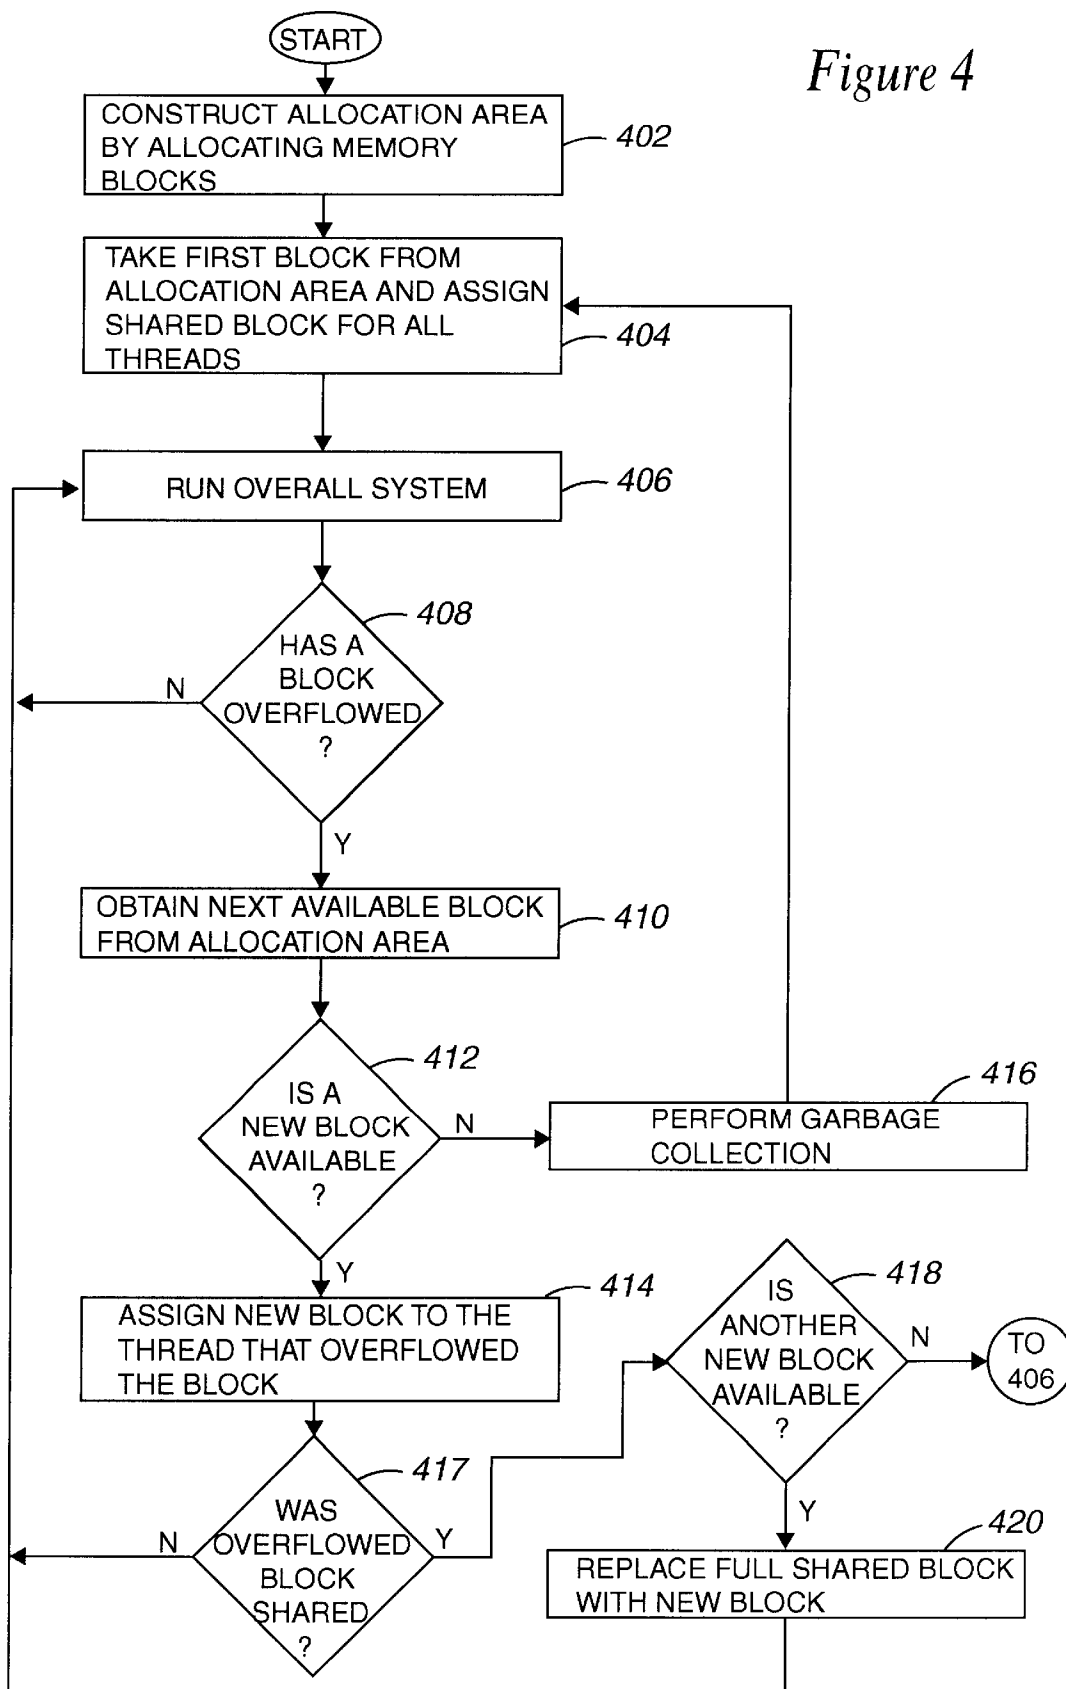 START
Figure 4
CONSTRUCT ALLOCATION AREA
BY ALLOCATING MEMORY
BLOCKS
402
TAKE FIRST BLOCK FROM
ALLOCATION AREA AND ASSIGN
SHARED BLOCK FOR ALL
THREADS
404
RUN OVERALL SYSTEM
406
408
HAS A
BLOCK
OVERFLOWED
?
N
Y
OBTAIN NEXT AVAILABLE BLOCK
FROM ALLOCATION AREA
410
412
IS A
NEW BLOCK
AVAILABLE
?
N
Y
416
PERFORM GARBAGE
COLLECTION
414
ASSIGN NEW BLOCK TO THE
THREAD THAT OVERFLOWED
THE BLOCK
417
WAS
OVERFLOWED
BLOCK
SHARED
?
N
Y
418
IS
ANOTHER
NEW BLOCK
AVAILABLE
?
N
TO
406
Y
420
REPLACE FULL SHARED BLOCK
WITH NEW BLOCK